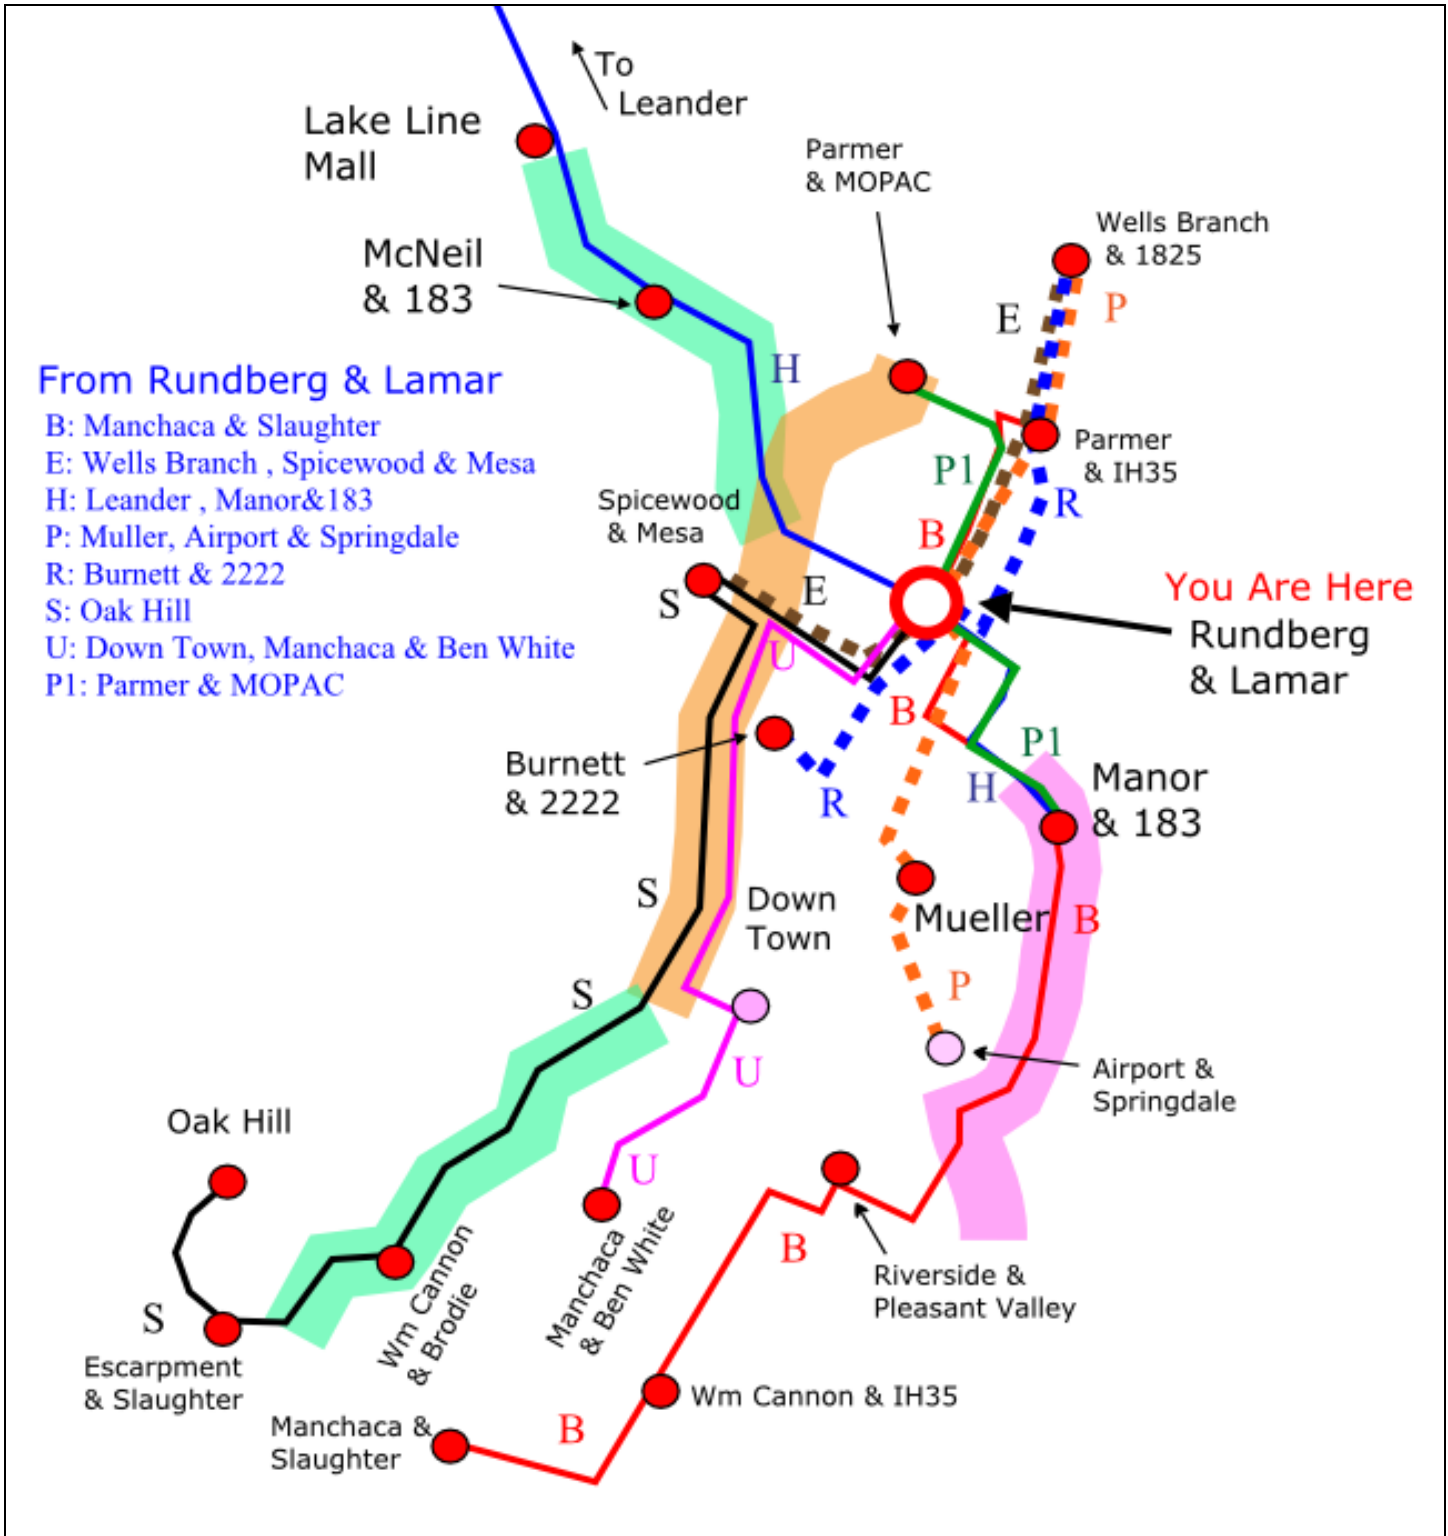 To
Leander
Lake Line
Mall
Parmer
& MOPAC
Wells Branch
& 1825
McNeil
& 183
E
P
H
From Rundberg & Lamar
B: Manchaca & Slaughter
E: Wells Branch , Spicewood & Mesa
H: Leander , Manor&183
P: Muller, Airport & Springdale
R: Burnett & 2222
S: Oak Hill
U: Down Town, Manchaca & Ben White
P1: Parmer & MOPAC
Parmer
& IH35
P1
R
Spicewood
& Mesa
B
S
E
You Are Here
Rundberg
& Lamar
U
B
P1
Burnett
& 2222
R
H
Manor
& 183
S
Down
Town
Mueller
B
S
P
U
Airport &
Springdale
Oak Hill
U
Manchaca
& Ben White
Wm Cannon
& Brodie
B
Riverside &
Pleasant Valley
S
Escarpment
& Slaughter
Wm Cannon & IH35
Manchaca &
Slaughter
B